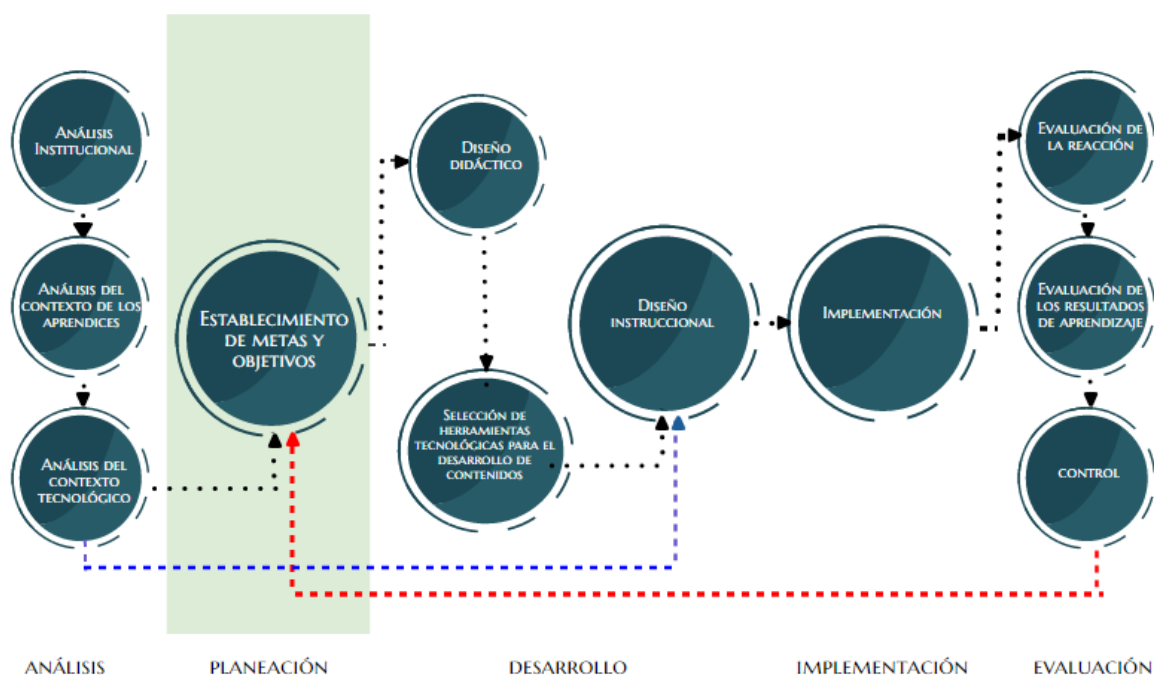 ANÁLISIS
INSTITUCIONAL
ANÁLISIS DEL
CONTEXTO DE LOS
APRENDICES
ANÁLISIS DEL
CONTEXTO
TECNOLÓGICO
ESTABLECIMIENTO
DE METAS Y
OBJETIVOS
DISEÑO
DIDÁCTICO
SELECCIÓN DE
HERRAMIENTAS
TECNOLÓGICAS PARA EL
DESARROLLO DE
CONTENIDOS
DISEÑO
INSTRUCCIONAL
IMPLEMENTACIÓN
EVALUACIÓN DE
LA REACCIÓN
EVALUACIÓN DE
LOS RESULTADOS
DE APRENDIZAJE
CONTROL
ANÁLISIS
PLANEACIÓN
DESARROLLO
IMPLEMENTACIÓN
EVALUACIÓN